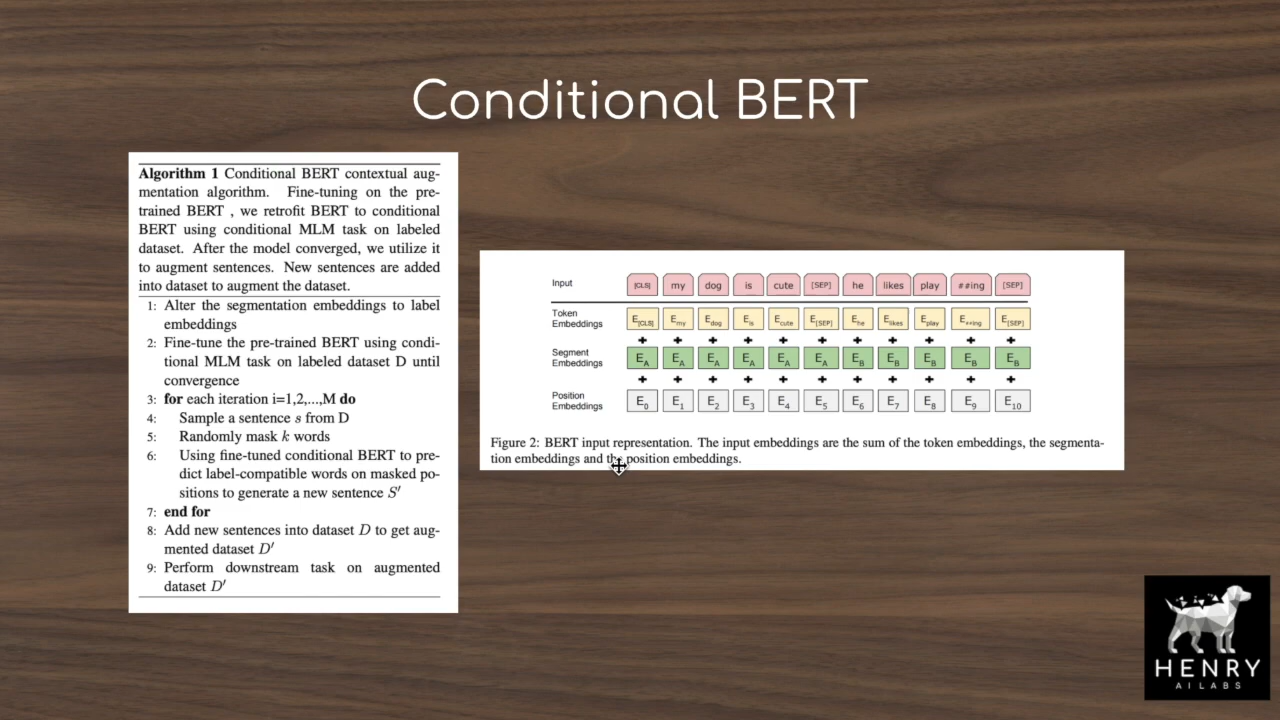 Conditional BERT
Algorithm 1 Conditional BERT contextual aug-
mentation algorithm. Fine-tuning on the pre-
trained BERT , we retrofit BERT to conditional
BERT using conditional MLM task on labeled
dataset. After the model converged, we utilize it
to augment sentences. New sentences are added
into dataset to augment the dataset.
1: Alter the segmentation embeddings to label
embeddings
2: Fine-tune the pre-trained BERT using condi-
tional MLM task on labeled dataset D until
convergence
3: for each iteration i=1,2,...,M do
4: Sample a sentence s from D
5: Randomly mask k words
6: Using fine-tuned conditional BERT to pre-
dict label-compatible words on masked po-
sitions to generate a new sentence S′
7: end for
8: Add new sentences into dataset D to get aug-
mented dataset D′
9: Perform downstream task on augmented
dataset D′
Input [CLS] my dog is cute [SEP] he likes play ##ing [SEP]
Token
Embeddings E[CLS] Emy Edog Eis Ecute E[SEP] Ehe Elikes Eplay E**ing E[SEP]
+ + + + + + + + + + +
Segment
Embeddings EA EA EA EA EA EA EB EB EB EB EB
+ + + + + + + + + + +
Position
Embeddings E0 E1 E2 E3 E4 E5 E6 E7 E8 E9 E10
Figure 2: BERT input representation. The input embeddings are the sum of the token embeddings, the segmenta-
tion embeddings and the position embeddings.
HENRY
AI LABS